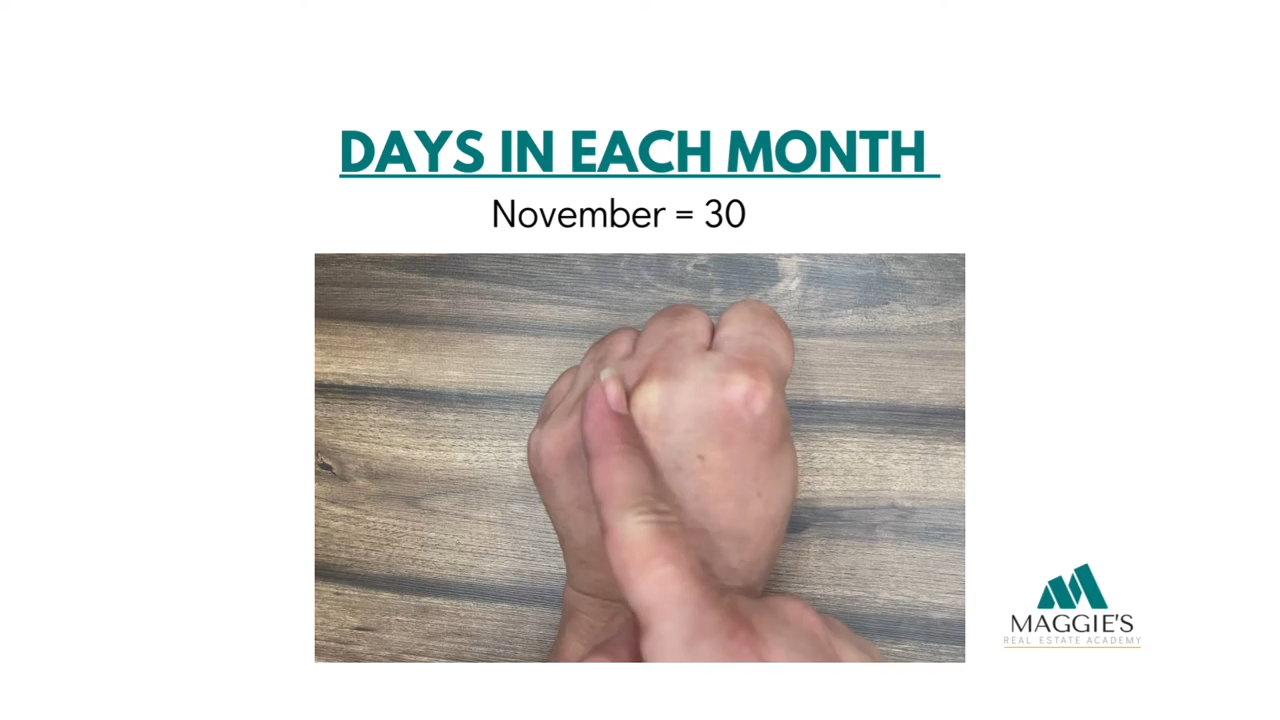 DAYS IN EACH MONTH
November = 30
MAGGIE'S
REAL ESTATE ACADEMY